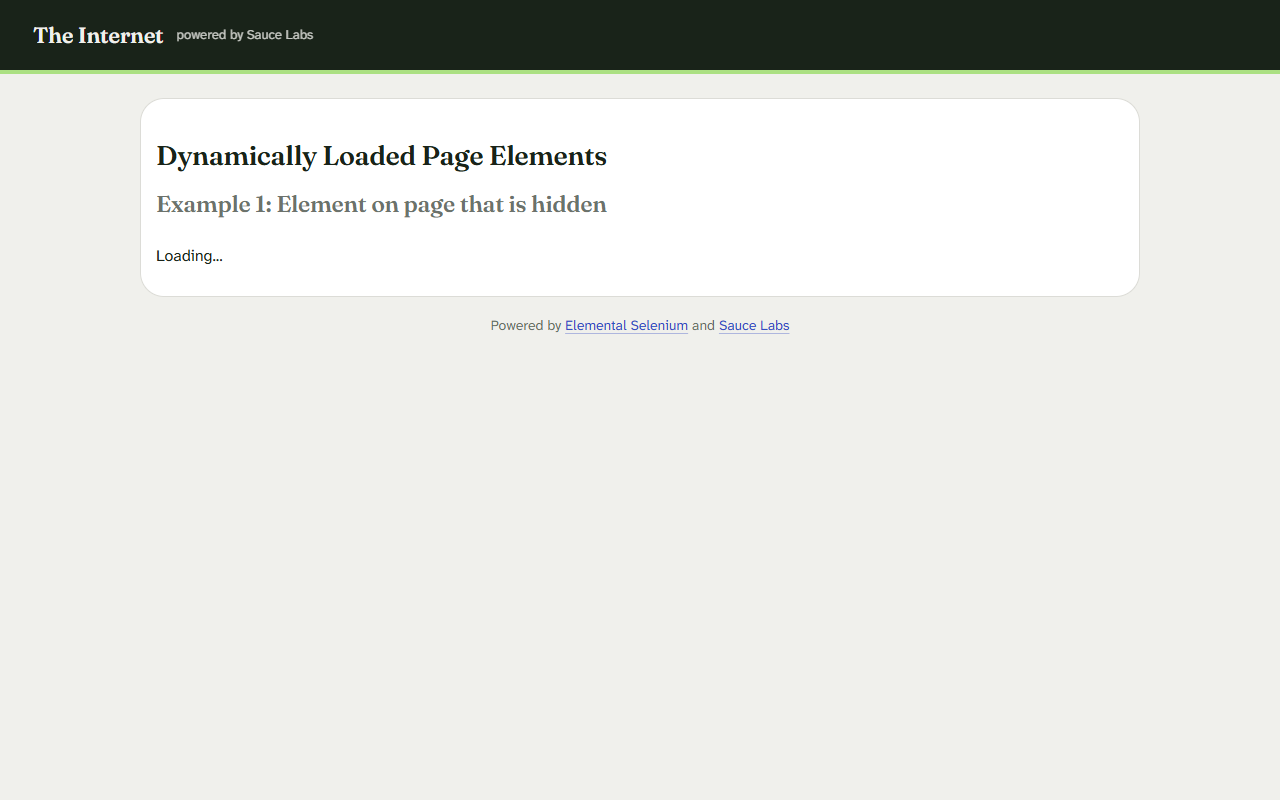 The Internet powered by Sauce Labs
Dynamically Loaded Page Elements
Example 1: Element on page that is hidden
Loading...
Powered by Elemental Selenium and Sauce Labs